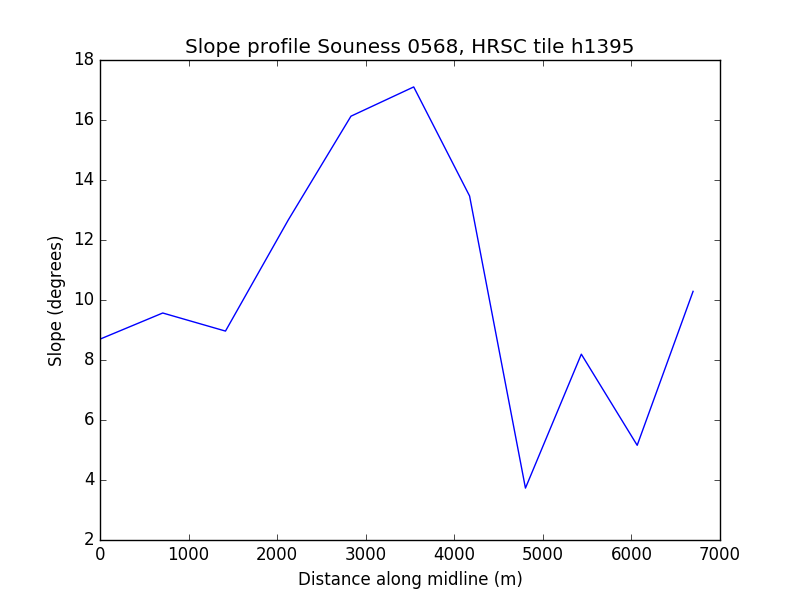 Slope profile Souness 0568, HRSC tile h1395
18
16
14
12
10
8
6
4
2
Slope (degrees)
0 1000 2000 3000 4000 5000 6000 7000
Distance along midline (m)